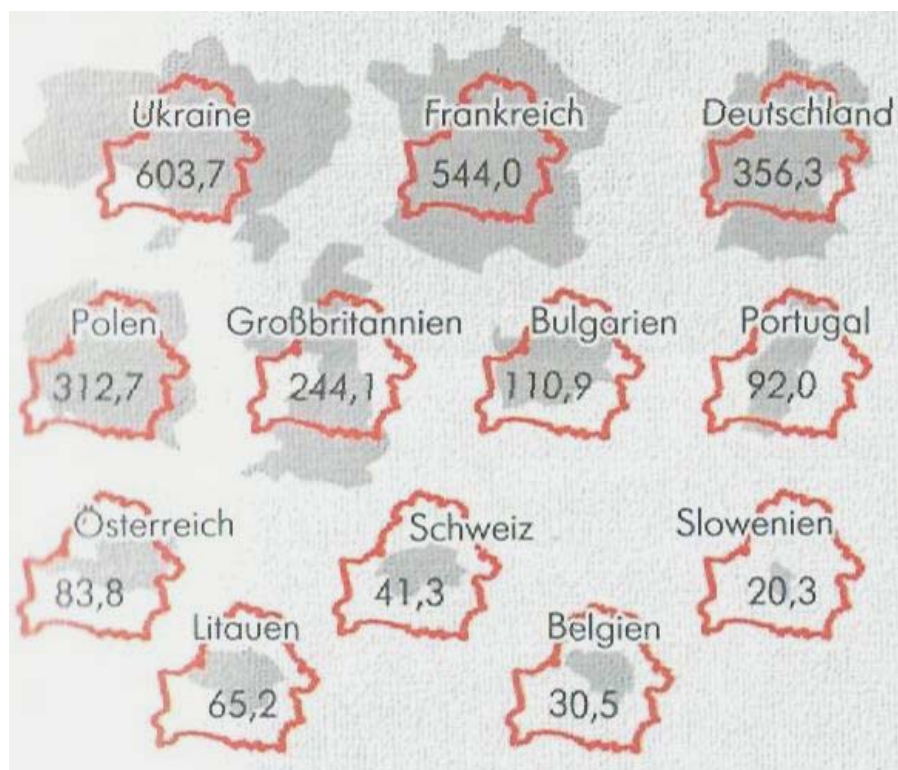 Ukraine
603,7
Frankreich
544,0
Deutschland
356,3
Polen
312,7
Großbritannien
244,1
Bulgarien
110,9
Portugal
92,0
Österreich
83,8
Schweiz
41,3
Slowenien
20,3
Litauen
65,2
Belgien
30,5